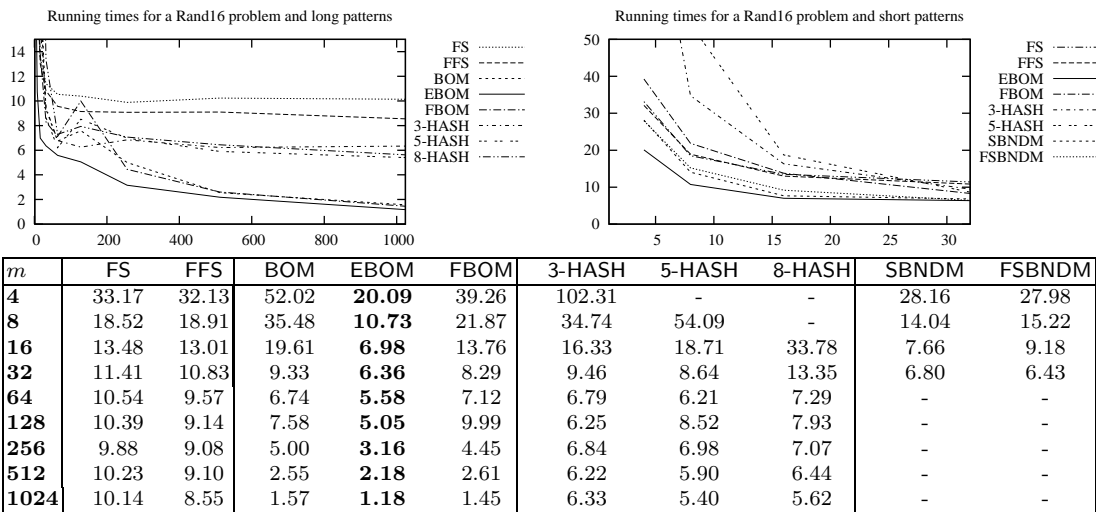 Running times for a Rand16 problem and long patterns
14
12
10
8
6
4
2
0
0 200 400 600 800 1000
FS
FFS
BOM
EBOM
FBOM
3-HASH
5-HASH
8-HASH
Running times for a Rand16 problem and short patterns
50
40
30
20
10
0
5 10 15 20 25 30
FS
FFS
EBOM
FBOM
3-HASH
5-HASH
SBNDM
FSBNDM
m FS FFS BOM EBOM FBOM 3-HASH 5-HASH 8-HASH SBNDM FSBNDM
4 33.17 32.13 52.02 20.09 39.26 102.31 - - 28.16 27.98
8 18.52 18.91 35.48 10.73 21.87 34.74 54.09 - 14.04 15.22
16 13.48 13.01 19.61 6.98 13.76 16.33 18.71 33.78 7.66 9.18
32 11.41 10.83 9.33 6.36 8.29 9.46 8.64 13.35 6.80 6.43
64 10.54 9.57 6.74 5.58 7.12 6.79 6.21 7.29 - -
128 10.39 9.14 7.58 5.05 9.99 6.25 8.52 7.93 - -
256 9.88 9.08 5.00 3.16 4.45 6.84 6.98 7.07 - -
512 10.23 9.10 2.55 2.18 2.61 6.22 5.90 6.44 - -
1024 10.14 8.55 1.57 1.18 1.45 6.33 5.40 5.62 - -